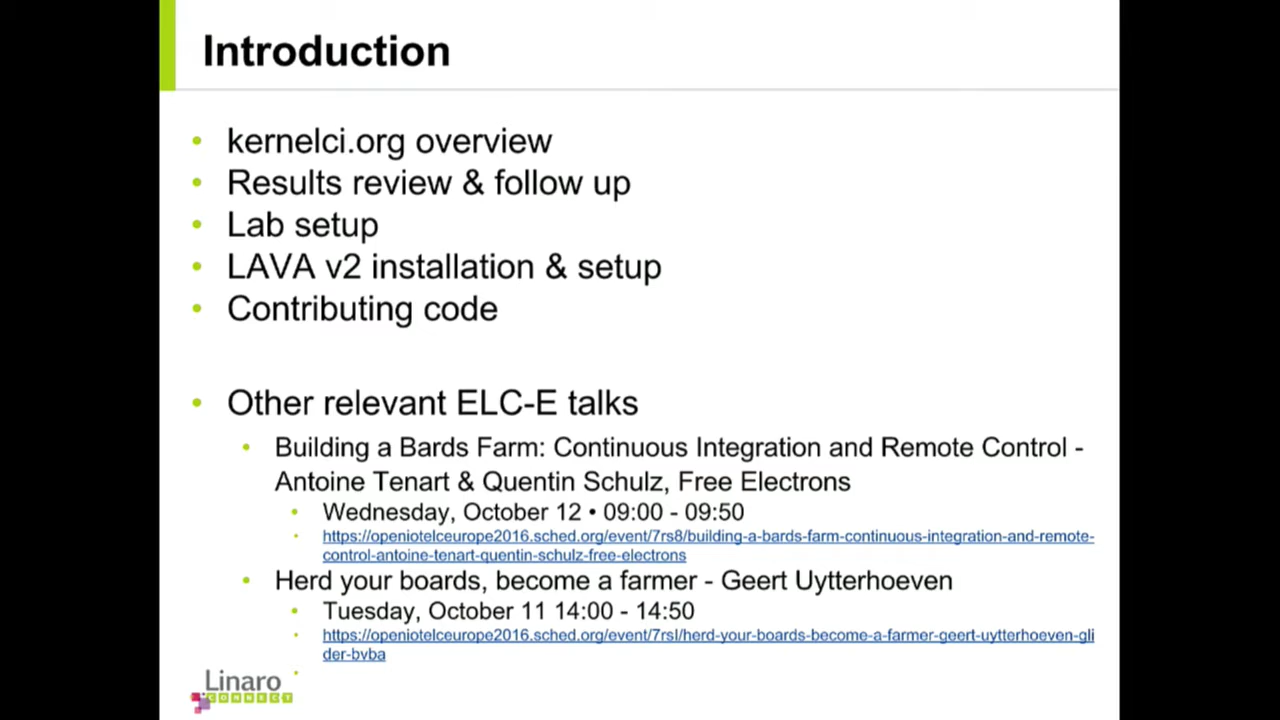 Introduction
• kernelci.org overview
• Results review & follow up
• Lab setup
• LAVA v2 installation & setup
• Contributing code
• Other relevant ELC-E talks
• Building a Bards Farm: Continuous Integration and Remote Control -
Antoine Tenart & Quentin Schulz, Free Electrons
• Wednesday, October 12 • 09:00 - 09:50
• https://openiotelceurope2016.sched.org/event/7rs8/building-a-bards-farm-continuous-integration-and-remote-
control-antoine-tenart-quentin-schulz-free-electrons
• Herd your boards, become a farmer - Geert Uytterhoeven
• Tuesday, October 11 14:00 - 14:50
• https://openiotelceurope2016.sched.org/event/7rsl/herd-your-boards-become-a-farmer-geert-uytterhoeven-gli
der-bvba
Linaro
CONNECT